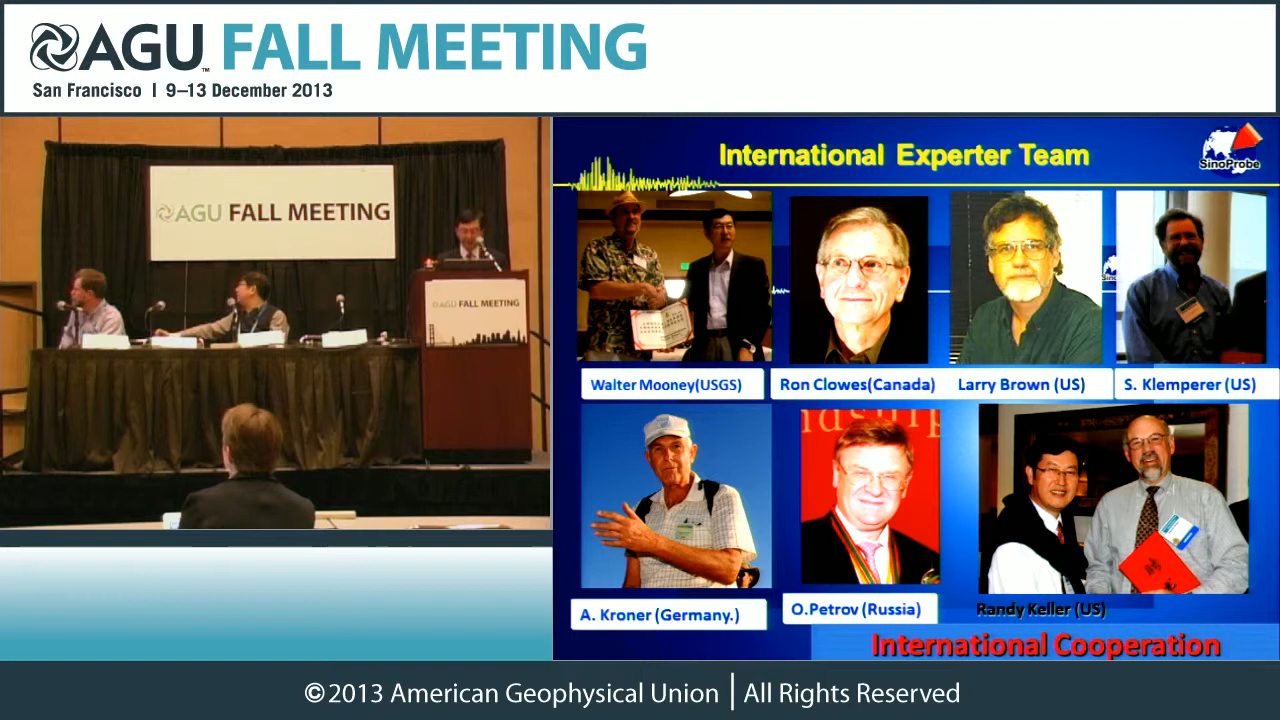 AGU™ FALL MEETING
San Francisco | 9–13 December 2013
AGU FALL MEETING
AGU FALL MEETING
International Experter Team
SinoProbe
Walter Mooney(USGS)
Ron Clowes(Canada)
Larry Brown (US)
S. Klemperer (US)
A. Kroner (Germany.)
O.Petrov (Russia)
Randy Keller (US)
International Cooperation
©2013 American Geophysical Union | All Rights Reserved